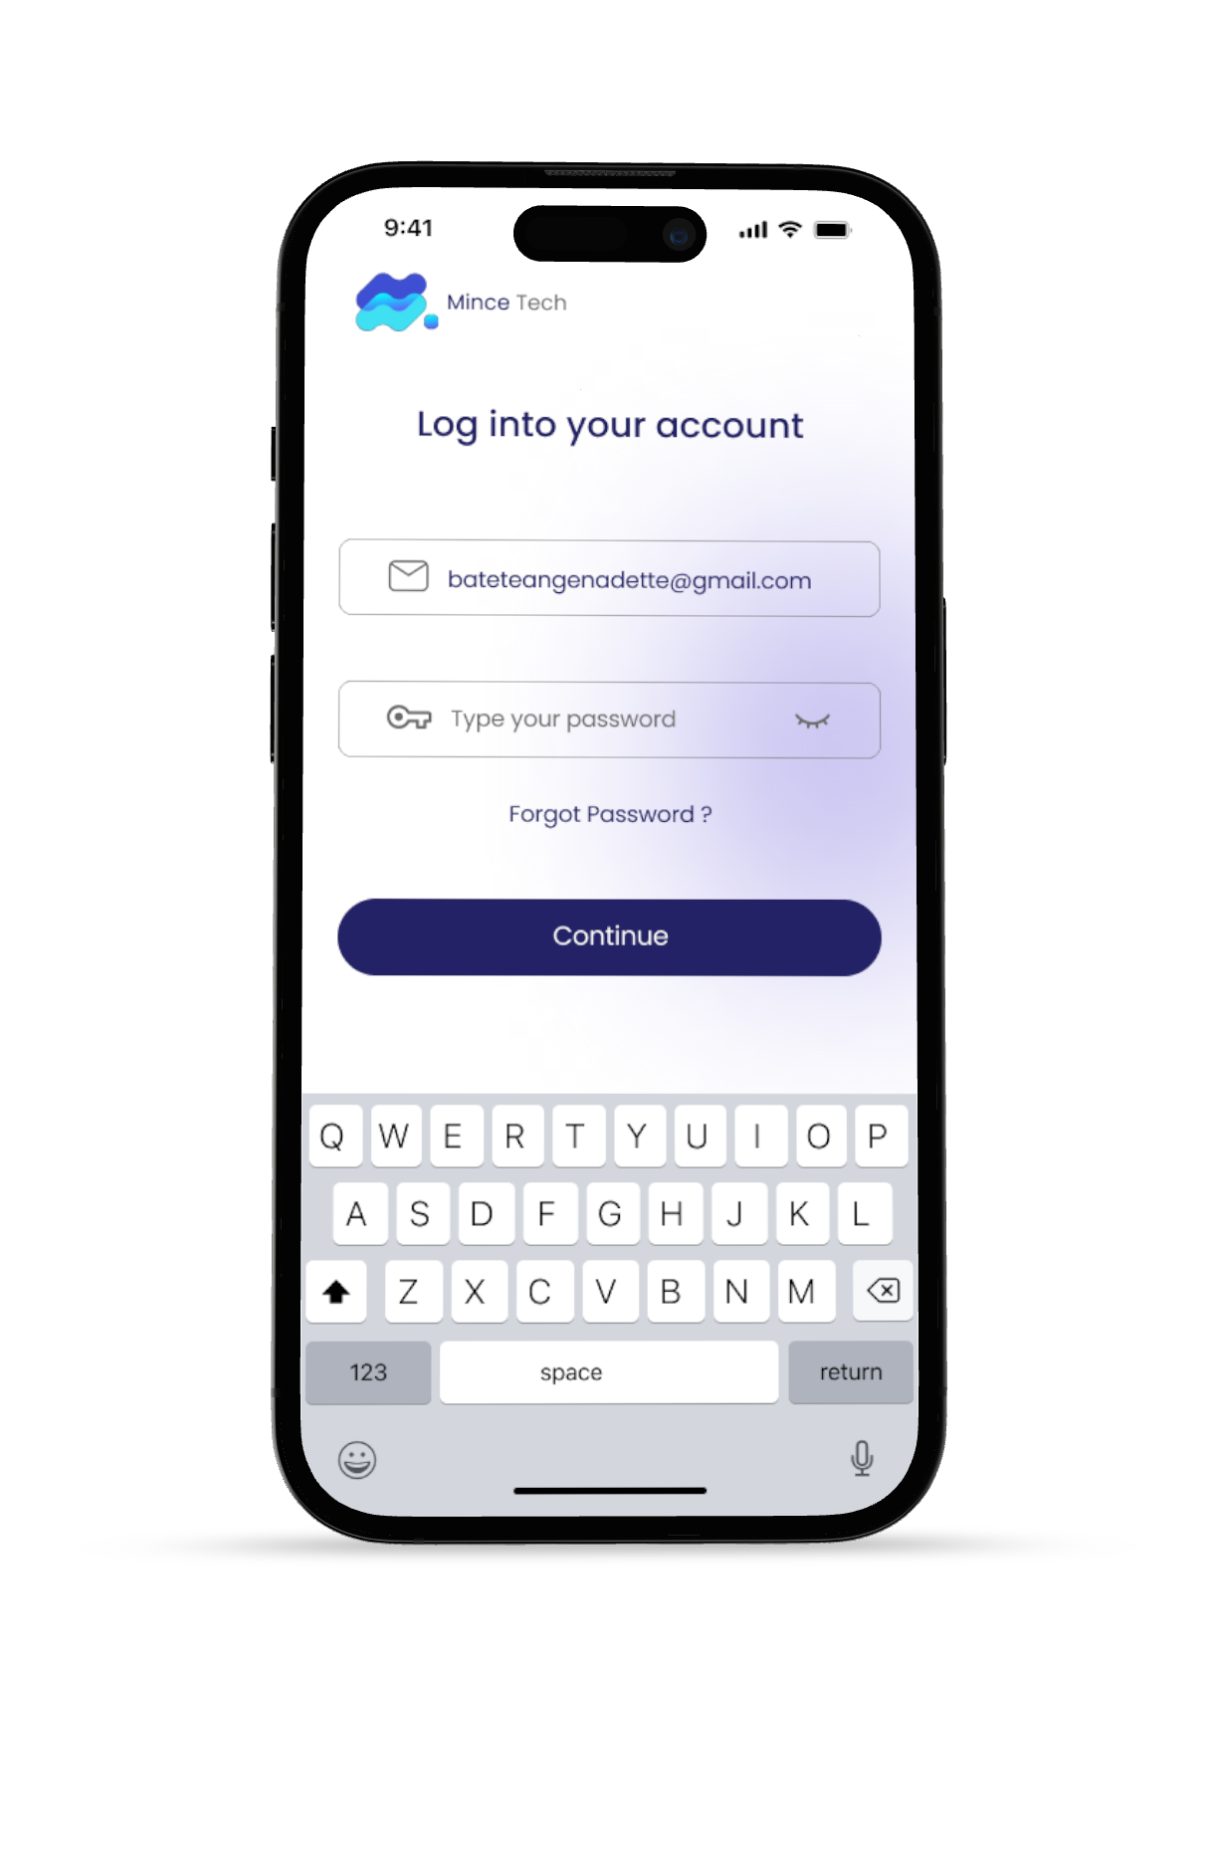 9:41
Mince Tech
Log into your account
bateteangenadette@gmail.com
Type your password
Forgot Password ?
Continue
Q W E R T Y U I O P
A S D F G H J K L
Z X C V B N M
123 space return